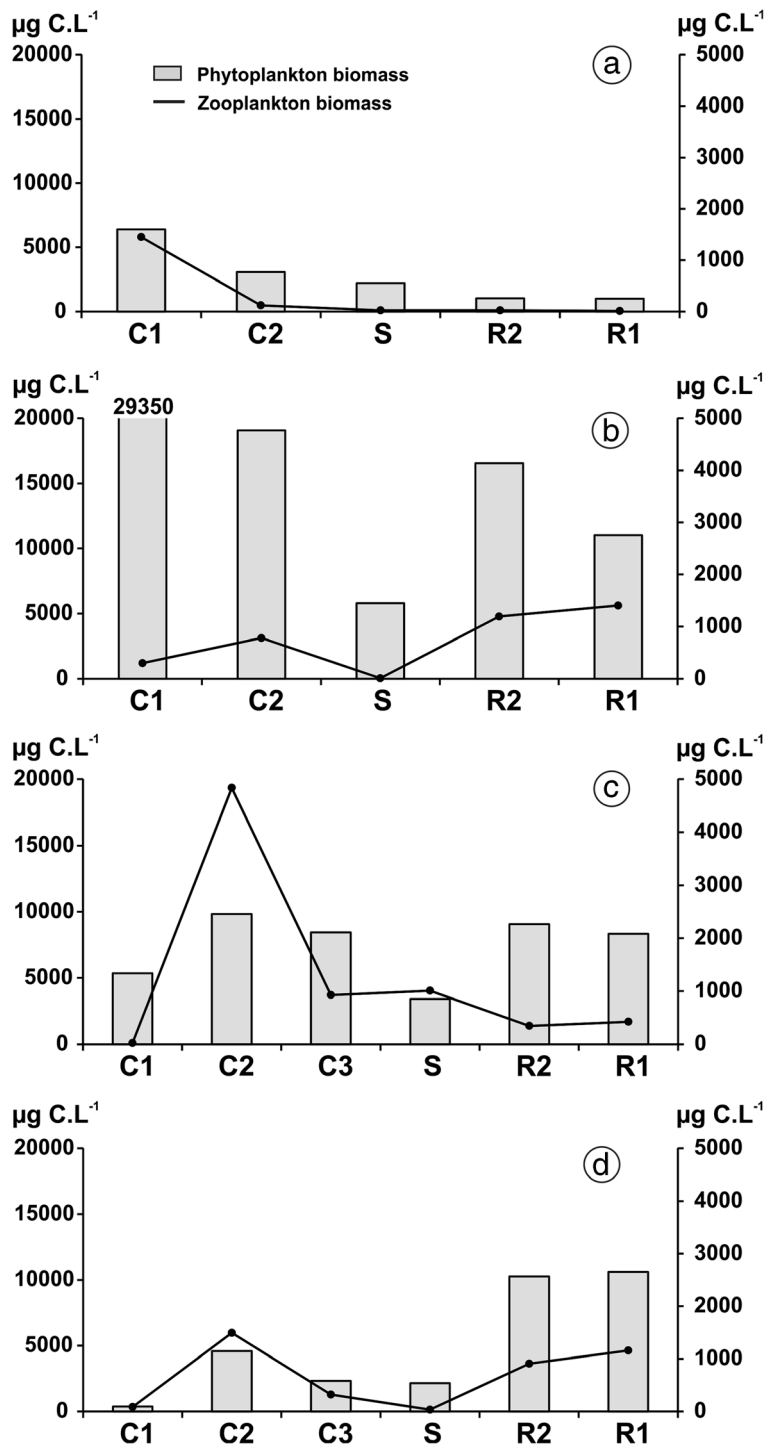 µg C.L⁻¹ µg C.L⁻¹
20000 5000
a
Phytoplankton biomass
Zooplankton biomass
4000
15000
3000
10000
2000
5000
1000
0 0
C1 C2 S R2 R1
µg C.L⁻¹ µg C.L⁻¹
29350
20000 5000
b
4000
15000
3000
10000
2000
5000
1000
0 0
C1 C2 S R2 R1
µg C.L⁻¹ µg C.L⁻¹
20000 5000
c
4000
15000
3000
10000
2000
5000
1000
0 0
C1 C2 C3 S R2 R1
µg C.L⁻¹ µg C.L⁻¹
20000 5000
d
4000
15000
3000
10000
2000
5000
1000
0 0
C1 C2 C3 S R2 R1